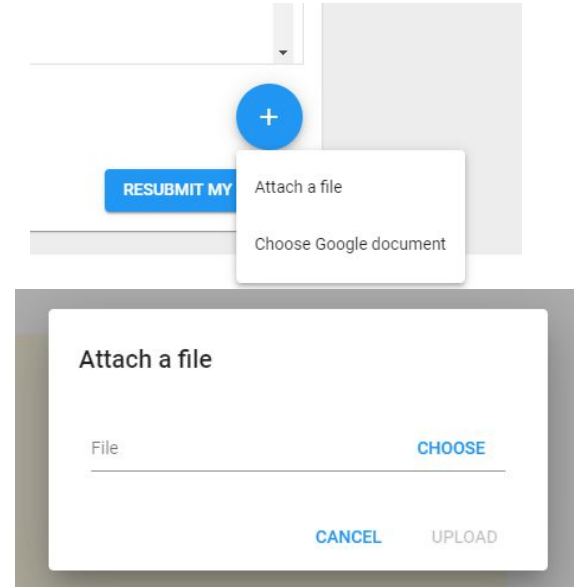 +
RESUBMIT MY
Attach a file
Choose Google document
Attach a file
File
CHOOSE
CANCEL UPLOAD